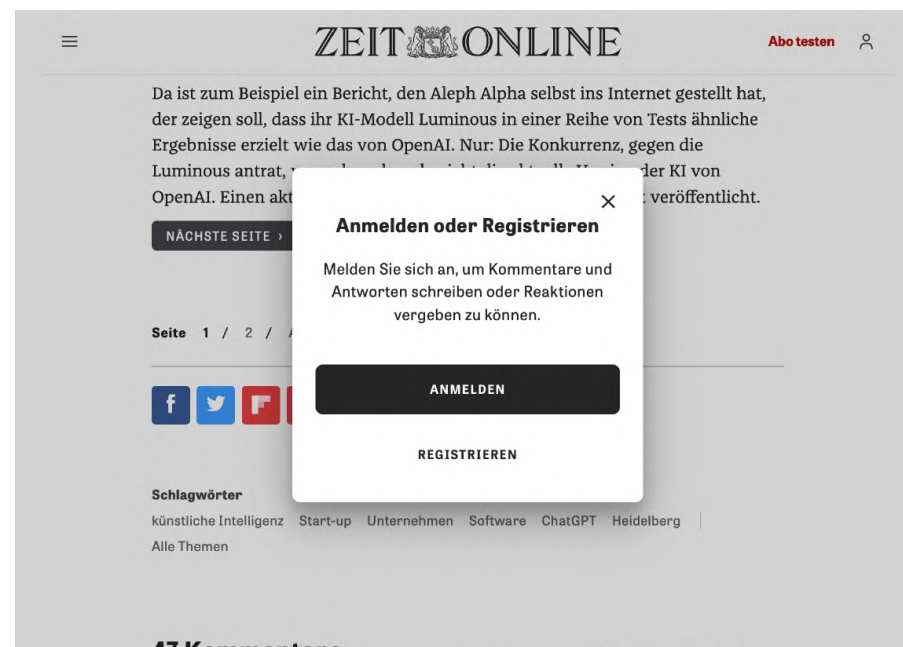 ZEIT ONLINE
Abo testen
Da ist zum Beispiel ein Bericht, den Aleph Alpha selbst ins Internet gestellt hat,
der zeigen soll, dass ihr KI-Modell Luminous in einer Reihe von Tests ähnliche
Ergebnisse erzielt wie das von OpenAI. Nur: Die Konkurrenz, gegen die
Luminous antrat, der KI von
OpenAI. Einen akt veröffentlicht.
NÄCHSTE SEITE ›
Anmelden oder Registrieren
Melden Sie sich an, um Kommentare und
Antworten schreiben oder Reaktionen
vergeben zu können.
ANMELDEN
REGISTRIEREN
Seite 1 / 2 /
Schlagwörter
künstliche Intelligenz Start-up Unternehmen Software ChatGPT Heidelberg
Alle Themen
47 Kommentare